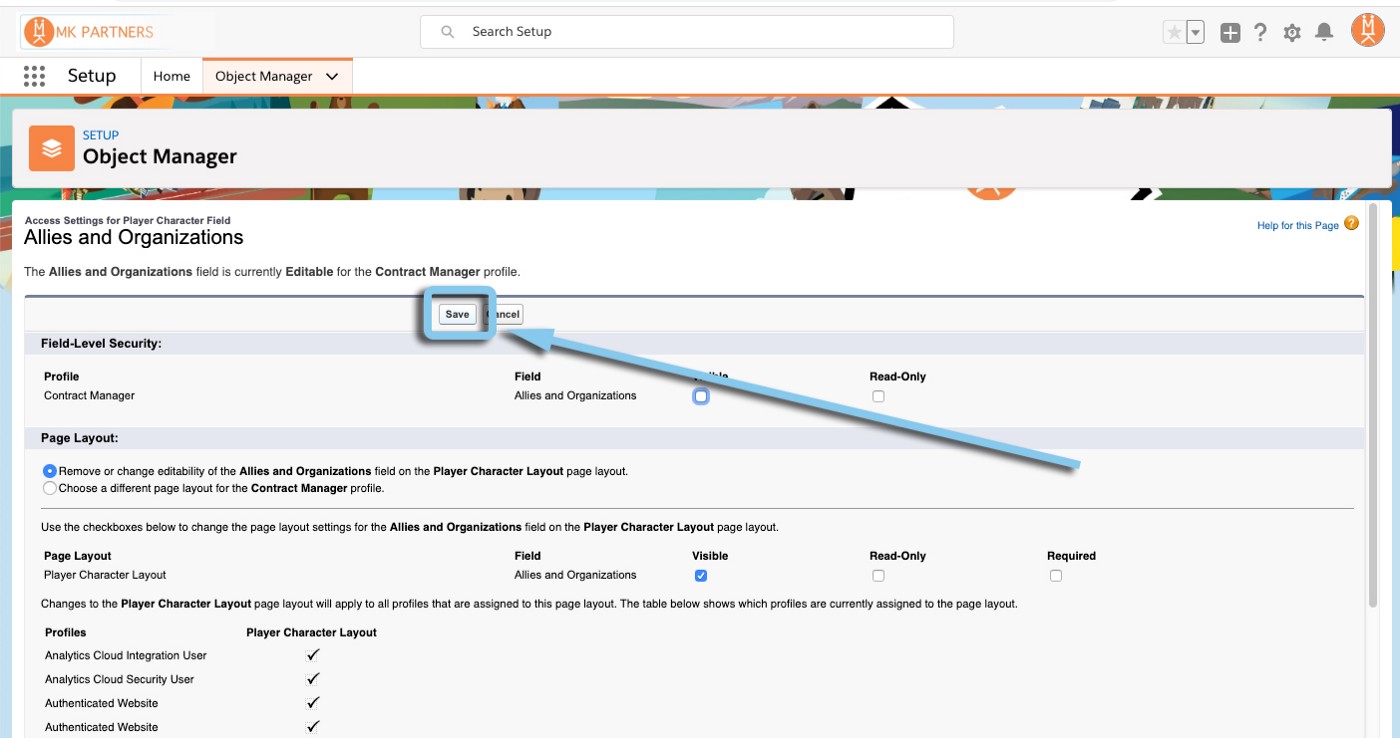 MK PARTNERS
Search Setup
Setup Home Object Manager
SETUP
Object Manager
Access Settings for Player Character Field
Allies and Organizations
Help for this Page
The Allies and Organizations field is currently Editable for the Contract Manager profile.
Save
Field-Level Security:
Profile Field Read-Only
Contract Manager Allies and Organizations
Page Layout:
Remove or change editability of the Allies and Organizations field on the Player Character Layout page layout.
Choose a different page layout for the Contract Manager profile.
Use the checkboxes below to change the page layout settings for the Allies and Organizations field on the Player Character Layout page layout.
Page Layout Field Visible Read-Only Required
Player Character Layout Allies and Organizations
Changes to the Player Character Layout page layout will apply to all profiles that are assigned to this page layout. The table below shows which profiles are currently assigned to the page layout.
Profiles Player Character Layout
Analytics Cloud Integration User
Analytics Cloud Security User
Authenticated Website
Authenticated Website